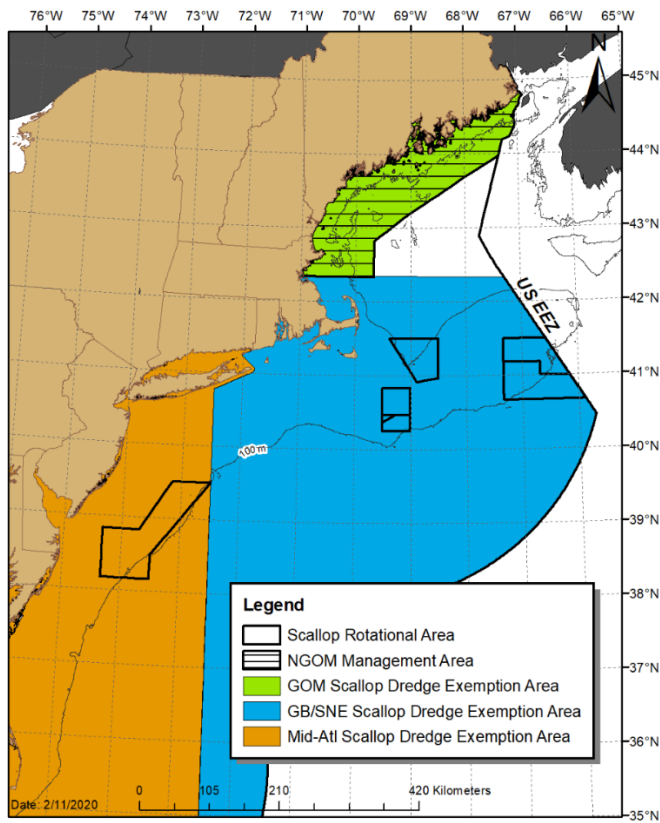 76°W 75°W 74°W 73°W 72°W 71°W 70°W 69°W 68°W 67°W 66°W 65°W
N
45°N
44°N
43°N
42°N
US EEZ
41°N
40°N
100 m
39°N
38°N
Legend
Scallop Rotational Area
NGOM Management Area
GOM Scallop Dredge Exemption Area
GB/SNE Scallop Dredge Exemption Area
Mid-Atl Scallop Dredge Exemption Area
37°N
36°N
0 105 210 420 Kilometers
Date: 2/11/2020
35°N